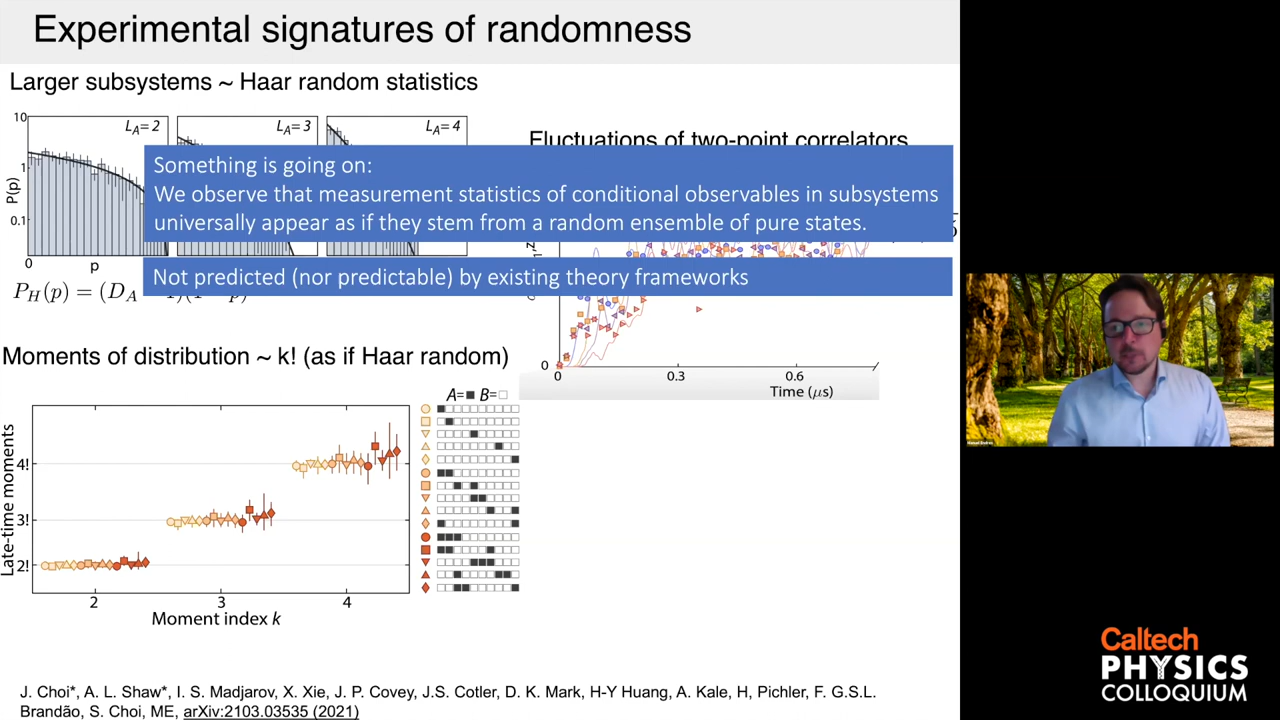 Experimental signatures of randomness
Larger subsystems ~ Haar random statistics
10
1
0.1
P(p)
L_A= 2
L_A= 3
L_A= 4
0
p
Fluctuations of two-point correlators
Something is going on:
We observe that measurement statistics of conditional observables in subsystems
universally appear as if they stem from a random ensemble of pure states.
Not predicted (nor predictable) by existing theory frameworks
P_H(p) = (D_A
0
0
0.3
0.6
Time (μs)
Moments of distribution ~ k! (as if Haar random)
A=■ B=□
Late-time moments
4!
3!
2!
2
3
4
Moment index k
J. Choi*, A. L. Shaw*, I. S. Madjarov, X. Xie, J. P. Covey, J.S. Cotler, D. K. Mark, H-Y Huang, A. Kale, H, Pichler, F. G.S.L.
Brandão, S. Choi, ME, arXiv:2103.03535 (2021)
Caltech
PHYSICS
COLLOQUIUM